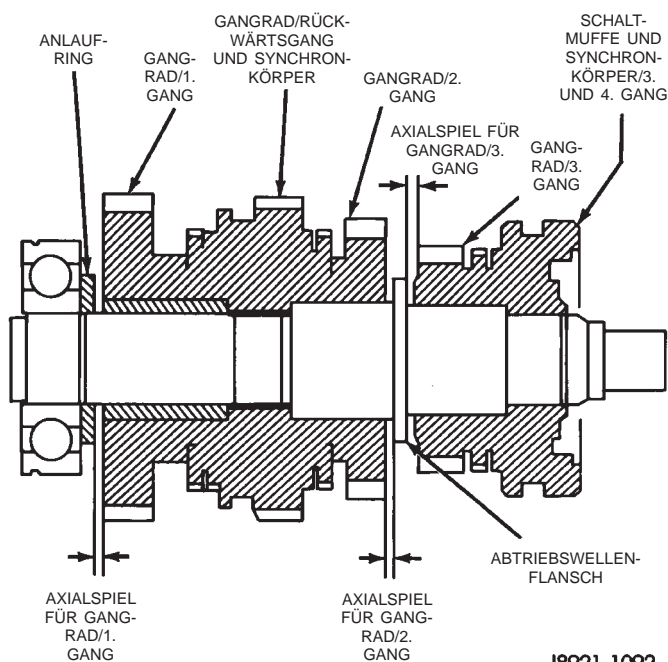 ANLAUF-
RING
GANG-
RAD/1.
GANG
GANGRAD/RÜCK-
WÄRTSGANG
UND SYNCHRON-
KÖRPER
GANGRAD/2.
GANG
AXIALSPIEL FÜR
GANGRAD/3.
GANG
GANG-
RAD/3.
GANG
SCHALT-
MUFFE UND
SYNCHRON-
KÖRPER/3.
UND 4. GANG
AXIALSPIEL
FÜR GANG-
RAD/1.
GANG
AXIALSPIEL
FÜR GANG-
RAD/2.
GANG
ABTRIEBSWELLEN-
FLANSCH